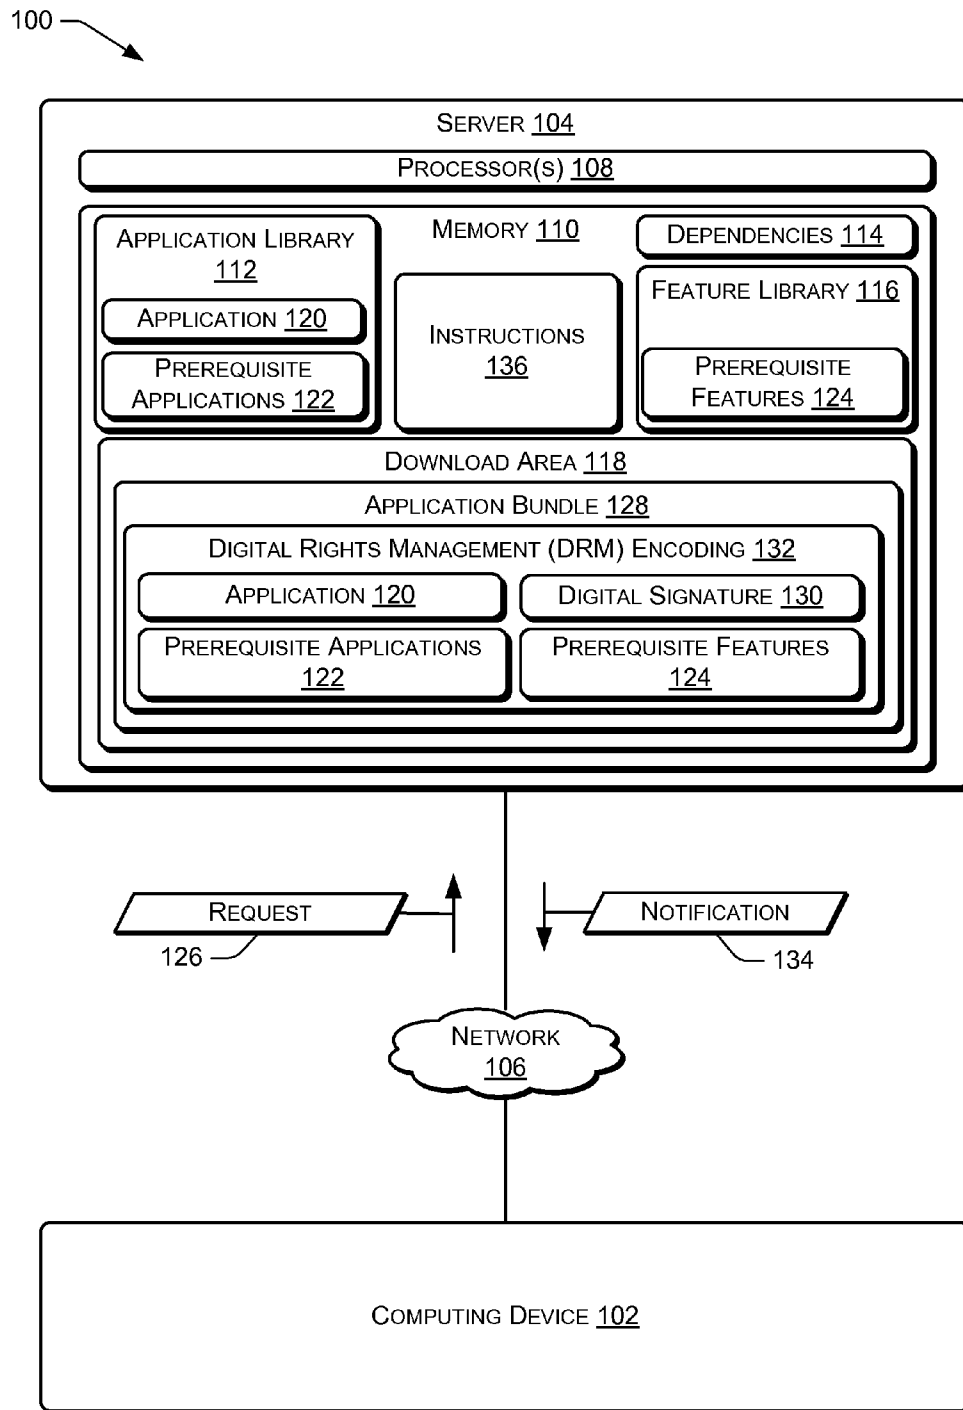 100
SERVER 104
PROCESSOR(S) 108
APPLICATION LIBRARY
112
APPLICATION 120
PREREQUISITE
APPLICATIONS 122
MEMORY 110
INSTRUCTIONS
136
DEPENDENCIES 114
FEATURE LIBRARY 116
PREREQUISITE
FEATURES 124
DOWNLOAD AREA 118
APPLICATION BUNDLE 128
DIGITAL RIGHTS MANAGEMENT (DRM) ENCODING 132
APPLICATION 120
DIGITAL SIGNATURE 130
PREREQUISITE APPLICATIONS
122
PREREQUISITE FEATURES
124
REQUEST
126
NOTIFICATION
134
NETWORK
106
COMPUTING DEVICE 102